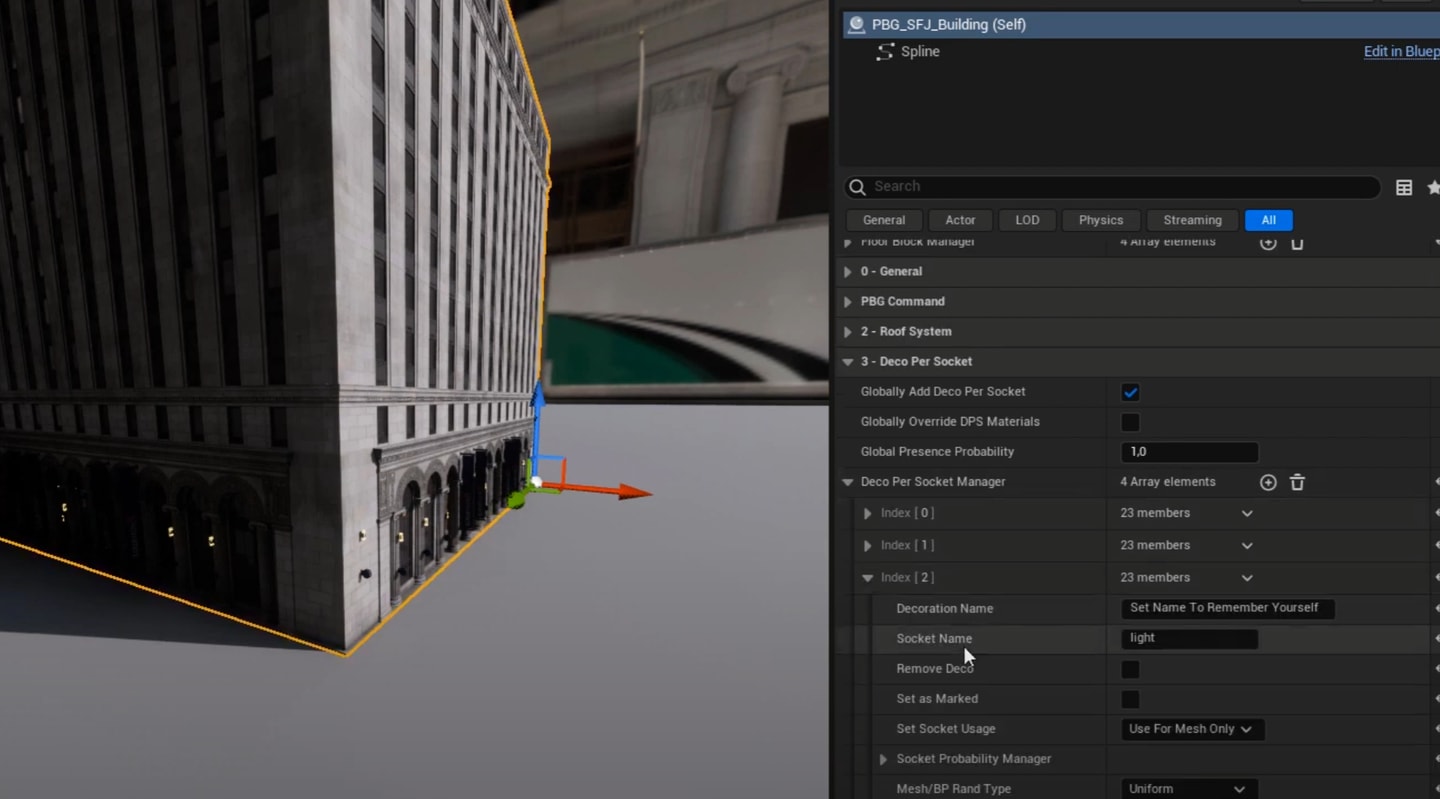 PBG_SFJ_Building (Self)
Spline Edit in Bluep
Search
General Actor LOD Physics Streaming All
Floor Block Manager 4 Array elements
0 - General
PBG Command
2 - Roof System
3 - Deco Per Socket
Globally Add Deco Per Socket
Globally Override DPS Materials
Global Presence Probability 1,0
Deco Per Socket Manager 4 Array elements
Index [ 0 ] 23 members
Index [ 1 ] 23 members
Index [ 2 ] 23 members
Decoration Name Set Name To Remember Yourself
Socket Name light
Remove Deco
Set as Marked
Set Socket Usage Use For Mesh Only
Socket Probability Manager
Mesh/BP Rand Type Uniform